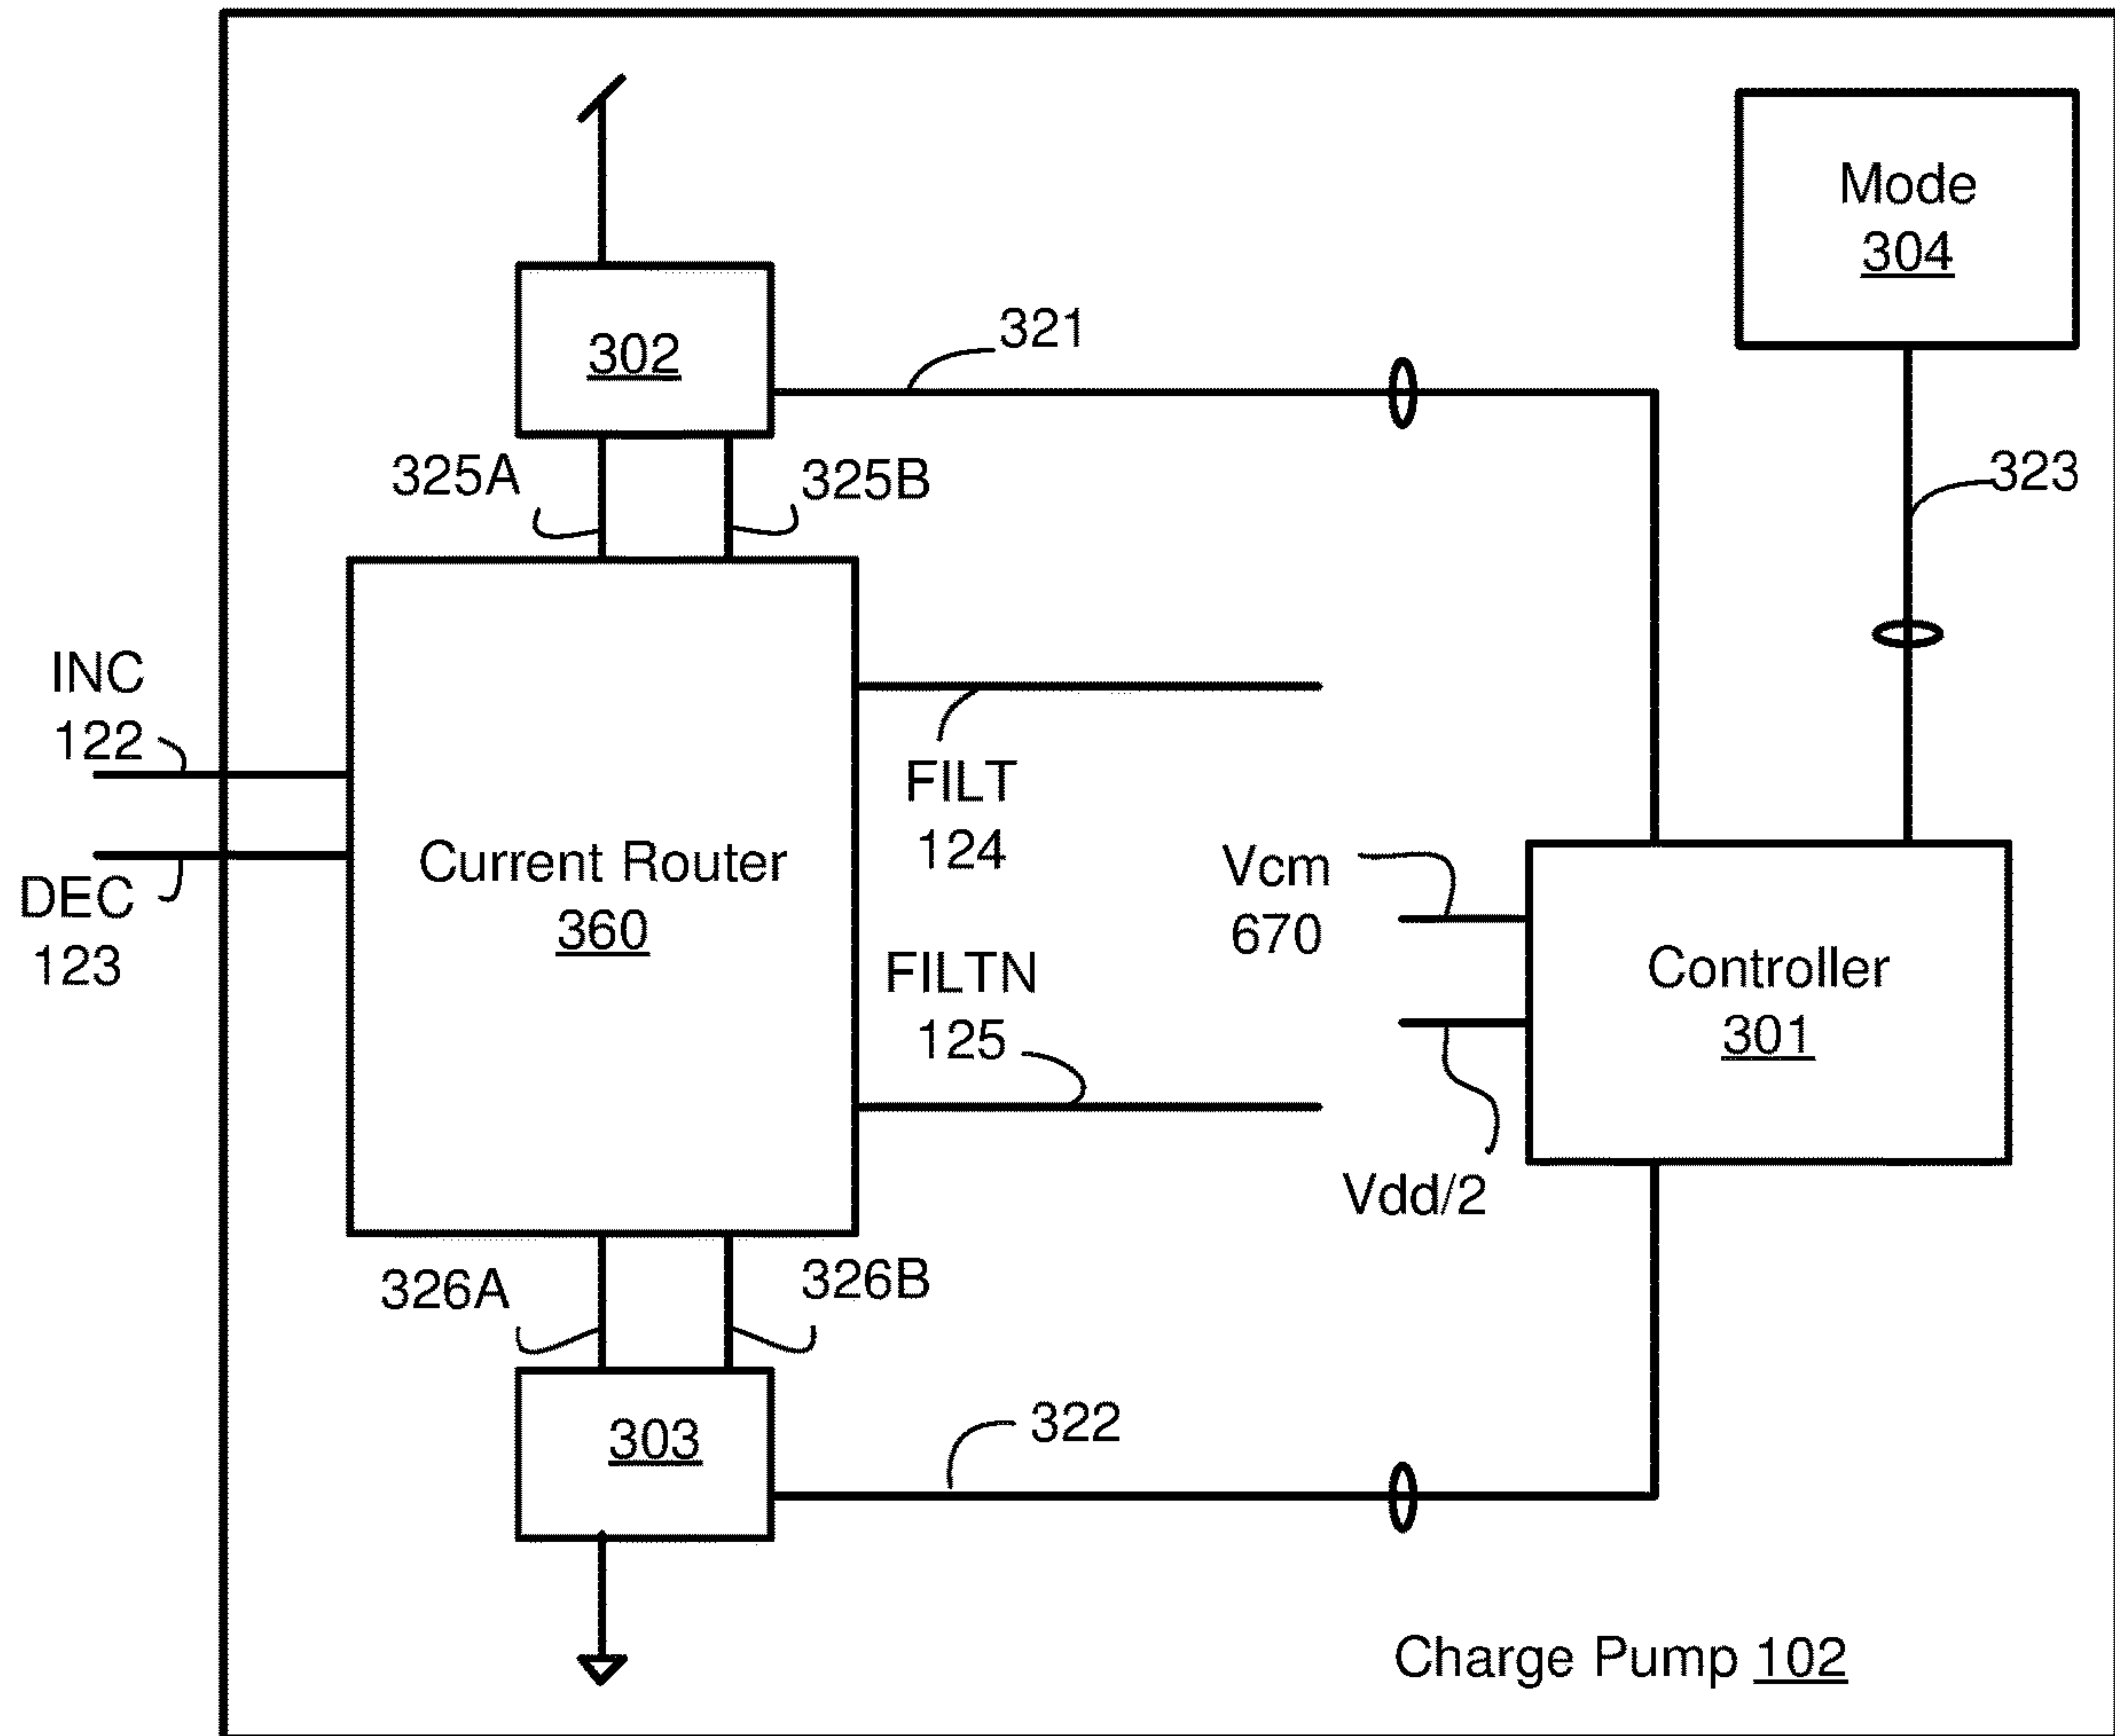 Mode
304
302
321
325A
325B
323
INC
122
DEC
123
Current Router
360
FILT
124
FILTN
125
Vcm
670
Controller
301
Vdd/2
326A
326B
303
322
Charge Pump 102